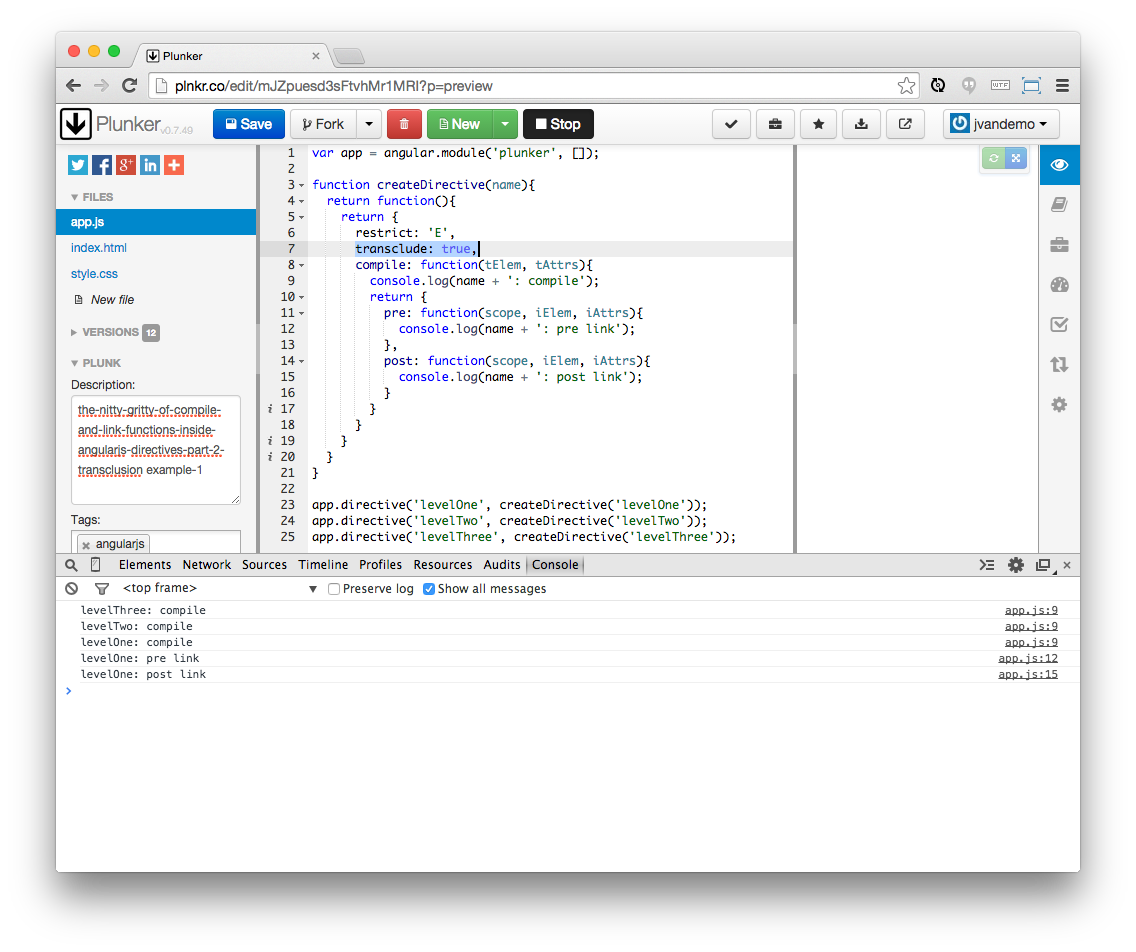 Plunker
plnkr.co/edit/mJZpuesd3sFtvhMr1MRl?p=preview
WTF
Plunker v0.7.49
Save
Fork
New
Stop
jvandemo
FILES
app.js
index.html
style.css
New file
VERSIONS 12
PLUNK
Description:
the-nitty-gritty-of-compile-
and-link-functions-inside-
angularjs-directives-part-2-
transclusion example-1
Tags:
× angularjs
1 var app = angular.module('plunker', []);
2
3 function createDirective(name){
4 return function(){
5 return {
6 restrict: 'E',
7 transclude: true,
8 compile: function(tElem, tAttrs){
9 console.log(name + ': compile');
10 return {
11 pre: function(scope, iElem, iAttrs){
12 console.log(name + ': pre link');
13 },
14 post: function(scope, iElem, iAttrs){
15 console.log(name + ': post link');
16 }
i 17 }
18 }
i 19 }
i 20 }
21 }
22
23 app.directive('levelOne', createDirective('levelOne'));
24 app.directive('levelTwo', createDirective('levelTwo'));
25 app.directive('levelThree', createDirective('levelThree'));
Elements Network Sources Timeline Profiles Resources Audits Console
<top frame> Preserve log Show all messages
levelThree: compile app.js:9
levelTwo: compile app.js:9
levelOne: compile app.js:9
levelOne: pre link app.js:12
levelOne: post link app.js:15
>